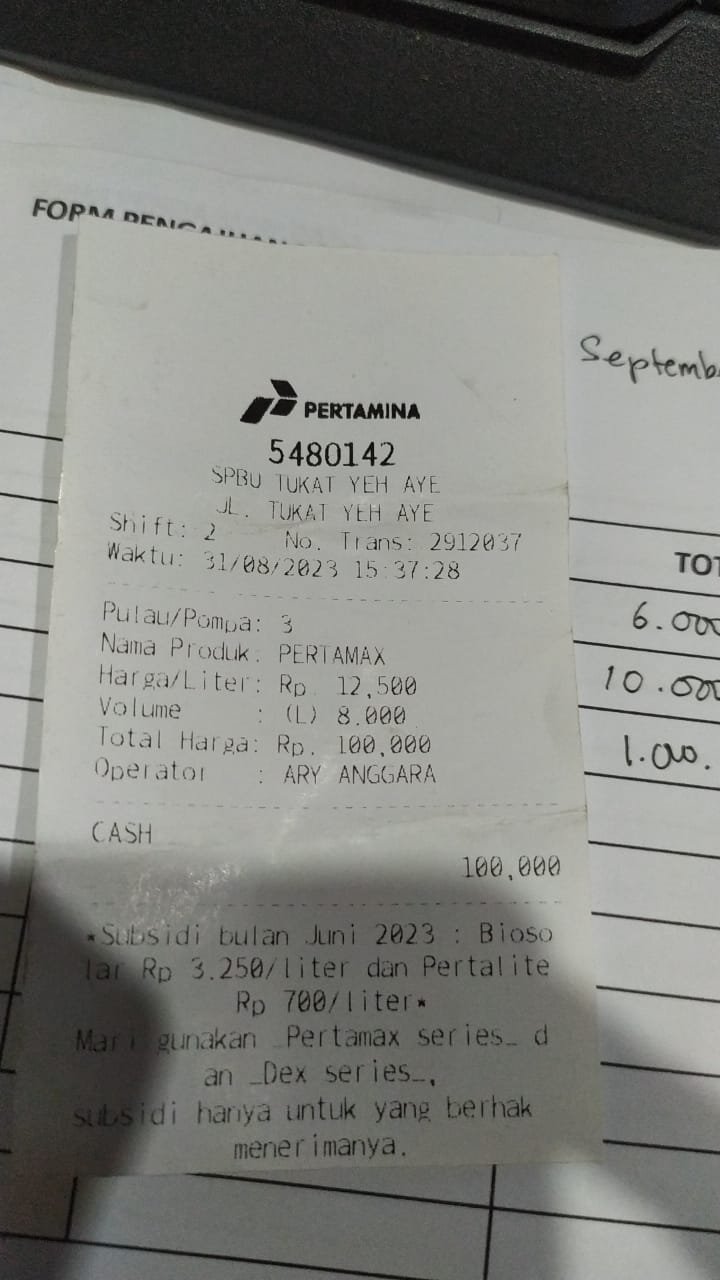 FORM PENGAJUAN
Septemb
PERTAMINA
5480142
SPBU TUKAT YEH AYE
JL. TUKAT YEH AYE
Shift: 2 No. Trans: 2912037
Waktu: 31/08/2023 15:37:28
Pulau/Pompa: 3
Nama Produk: PERTAMAX
Harga/Liter: Rp. 12,500
Volume : (L) 8.000
Total Harga: Rp. 100,000
Operator : ARY ANGGARA
CASH
100,000
*Subsidi bulan Juni 2023 : Bioso
lar Rp 3.250/liter dan Pertalite
Rp 700/liter*
Mari gunakan _Pertamax series_ d
an _Dex series_,
subsidi hanya untuk yang berhak
menerimanya.
TOT
6.000
10.000